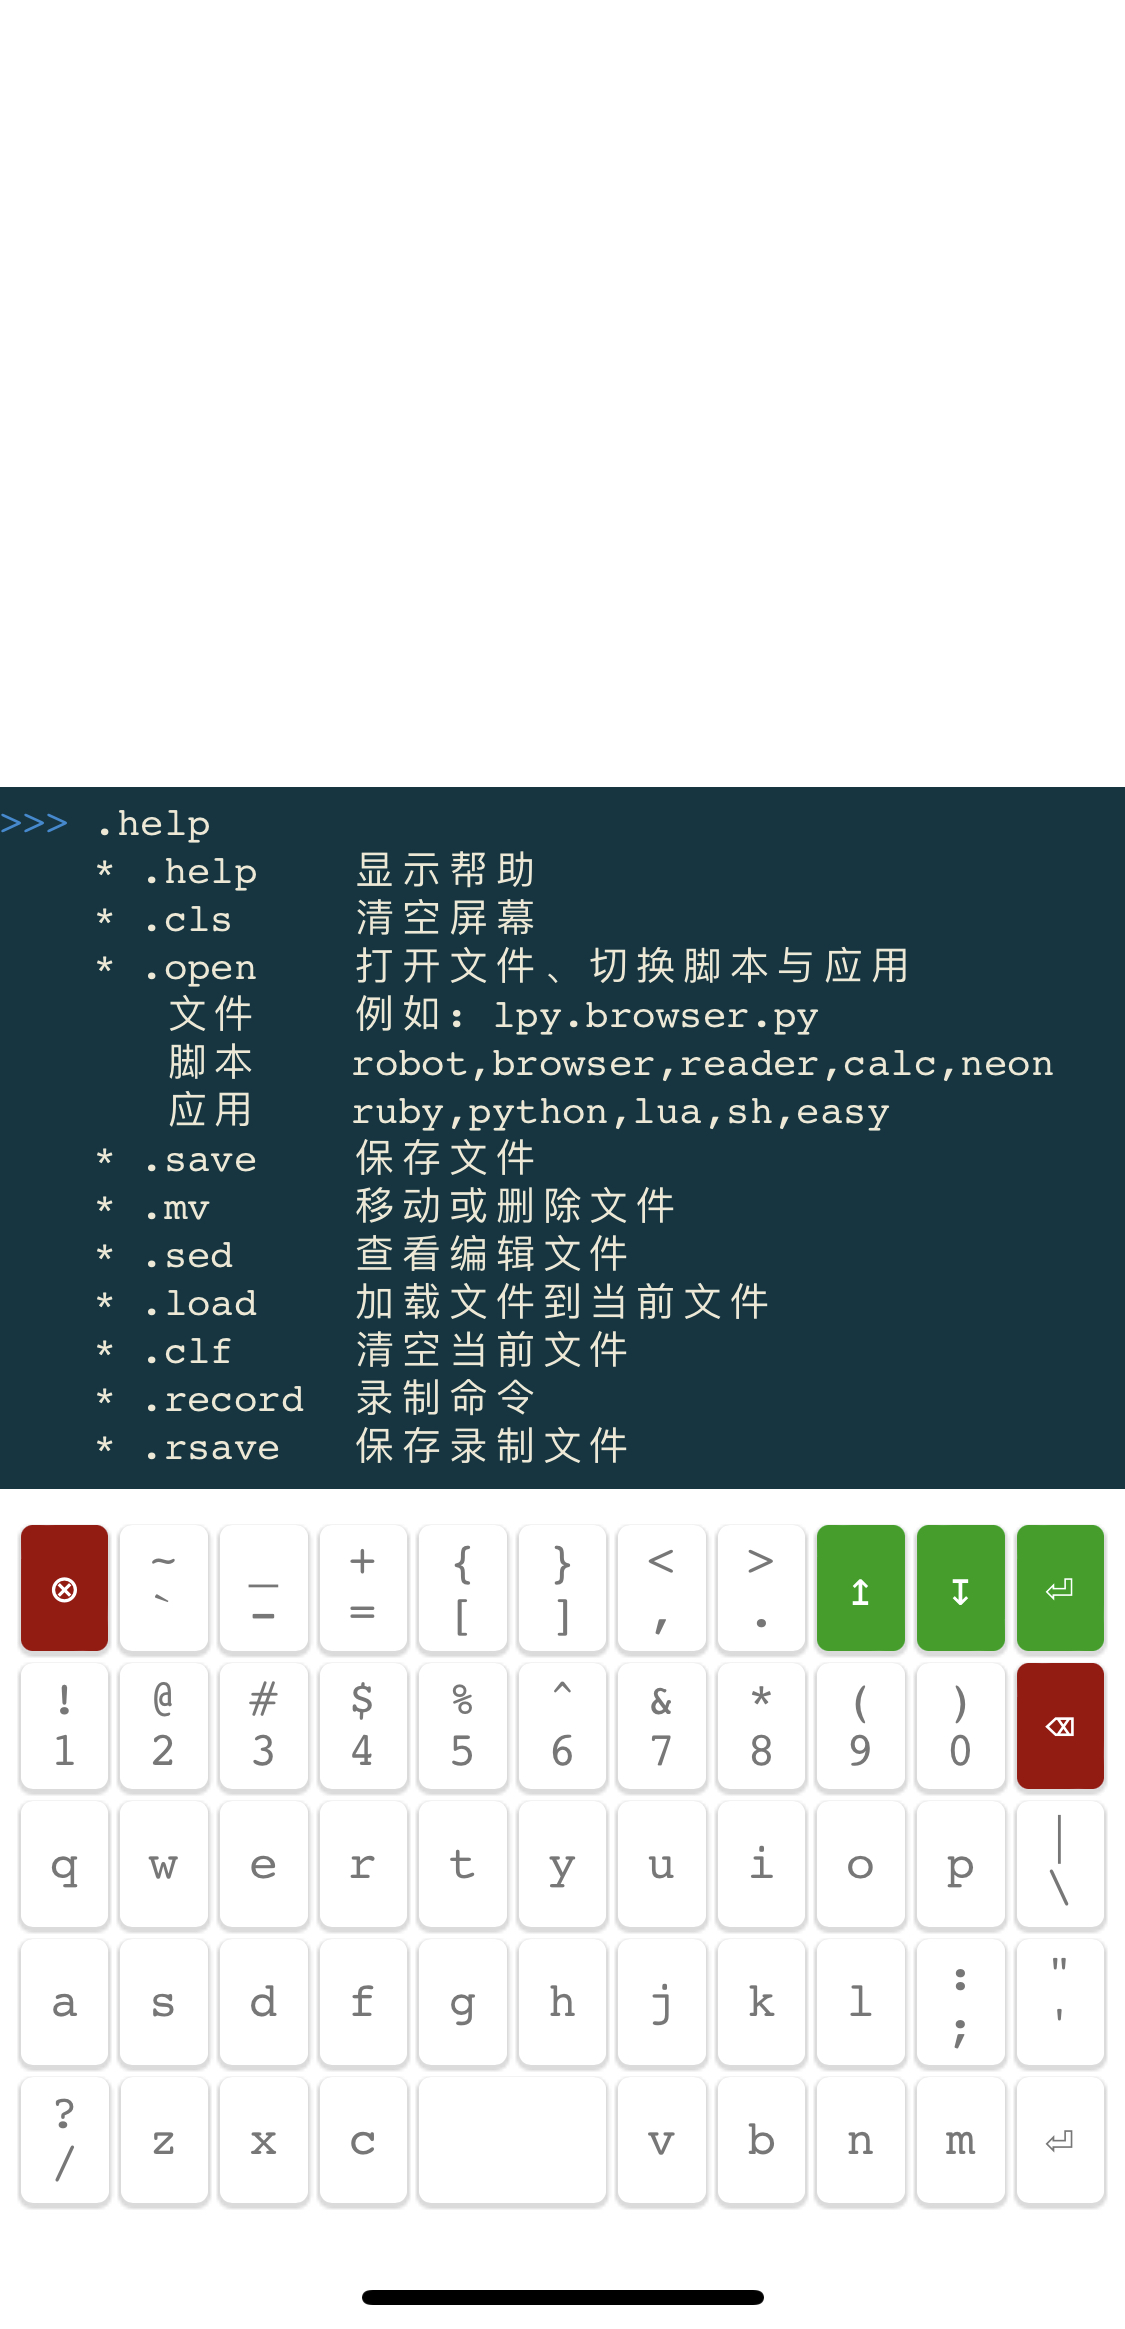 >>> .help
* .help 显示帮助
* .cls 清空屏幕
* .open 打开文件、切换脚本与应用
文件 例如: lpy.browser.py
脚本 robot,browser,reader,calc,neon
应用 ruby,python,lua,sh,easy
* .save 保存文件
* .mv 移动或删除文件
* .sed 查看编辑文件
* .load 加载文件到当前文件
* .clf 清空当前文件
* .record 录制命令
* .rsave 保存录制文件
⊗ ~ _ + { } < > ↥ ↧ ⏎
` - = [ ] , .
! @ # $ % ^ & * ( ) ⌫
1 2 3 4 5 6 7 8 9 0
q w e r t y u i o p | \
a s d f g h j k l : ; " '
? / z x c v b n m ⏎